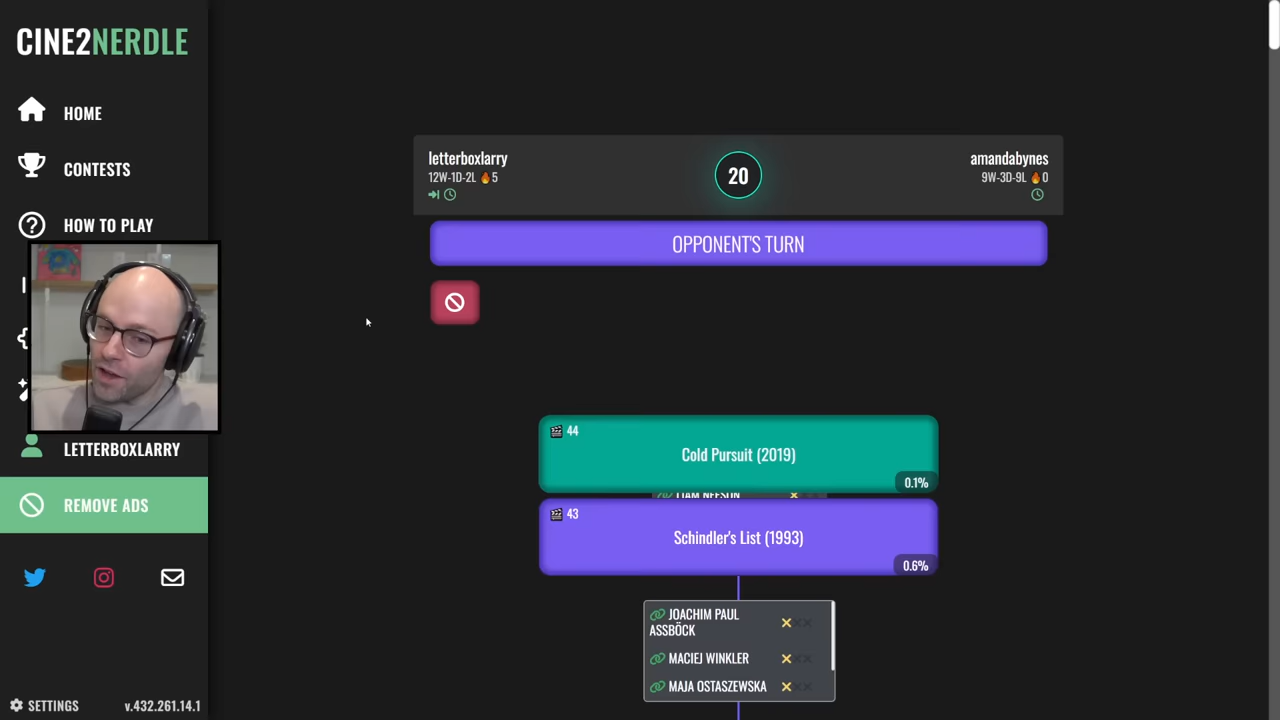 CINE2NERDLE
HOME
CONTESTS
HOW TO PLAY
LETTERBOXLARRY
REMOVE ADS
SETTINGS
v.432.261.14.1
letterboxlarry
12W-1D-2L 🔥5
20
amandabynes
9W-3D-9L 🔥0
OPPONENT'S TURN
44
Cold Pursuit (2019)
0.1%
LIAM NEESON
43
Schindler's List (1993)
0.6%
JOACHIM PAUL
ASSBÖCK
MACIEJ WINKLER
MAJA OSTASZEWSKA